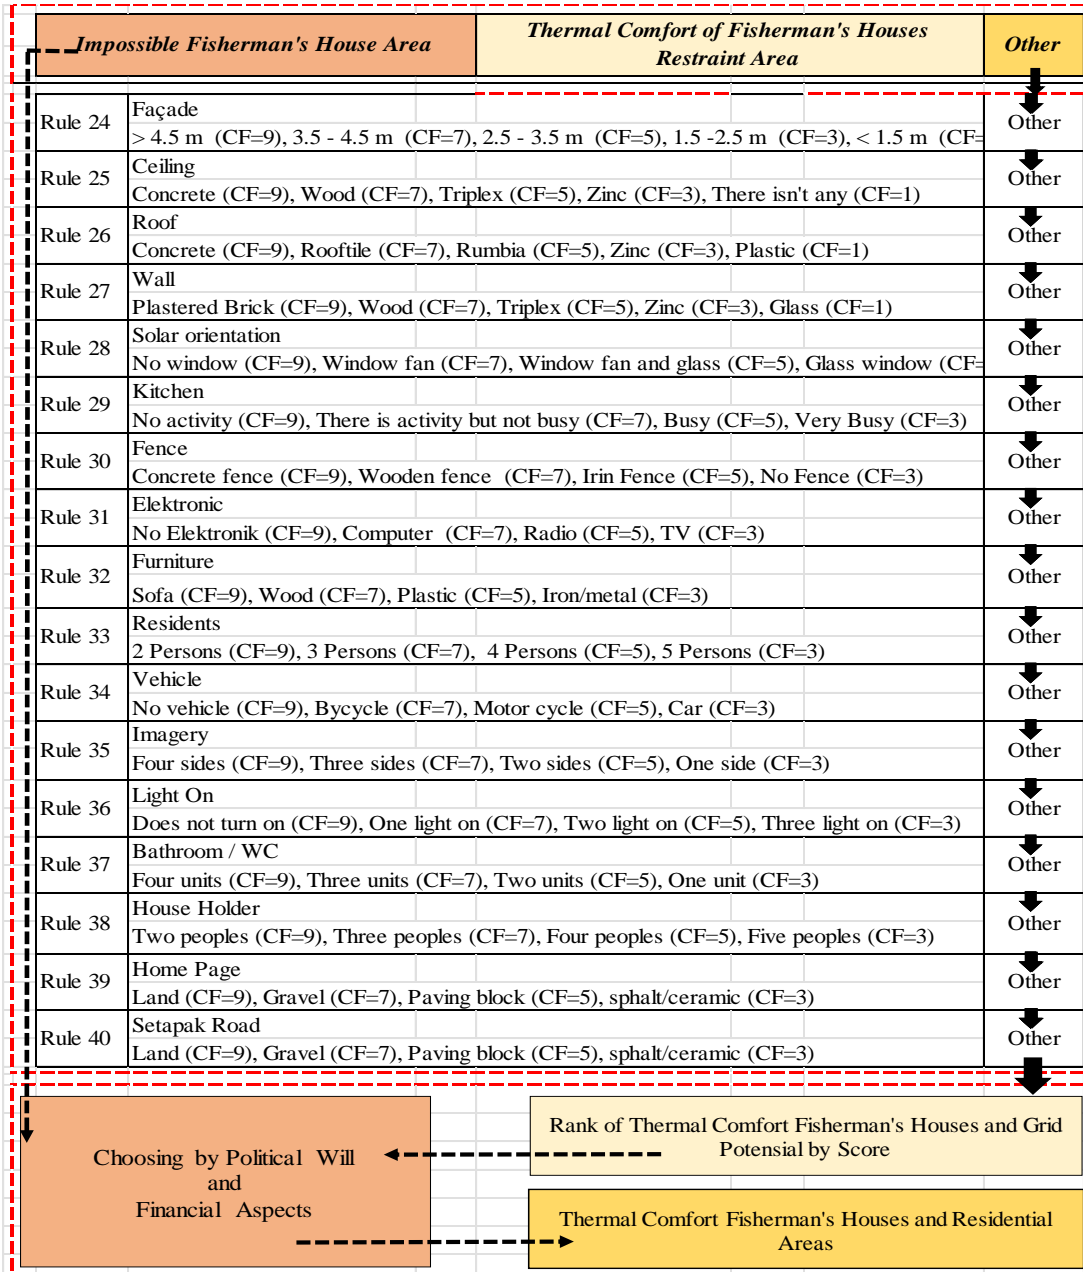 Impossible Fisherman's House Area
Thermal Comfort of Fisherman's Houses
Restraint Area
Other
Rule 24
Façade
> 4.5 m (CF=9), 3.5 - 4.5 m (CF=7), 2.5 - 3.5 m (CF=5), 1.5 -2.5 m (CF=3), < 1.5 m (CF=
Other
Rule 25
Ceiling
Concrete (CF=9), Wood (CF=7), Triplex (CF=5), Zinc (CF=3), There isn't any (CF=1)
Other
Rule 26
Roof
Concrete (CF=9), Rooftile (CF=7), Rumbia (CF=5), Zinc (CF=3), Plastic (CF=1)
Other
Rule 27
Wall
Plastered Brick (CF=9), Wood (CF=7), Triplex (CF=5), Zinc (CF=3), Glass (CF=1)
Other
Rule 28
Solar orientation
No window (CF=9), Window fan (CF=7), Window fan and glass (CF=5), Glass window (CF=
Other
Rule 29
Kitchen
No activity (CF=9), There is activity but not busy (CF=7), Busy (CF=5), Very Busy (CF=3)
Other
Rule 30
Fence
Concrete fence (CF=9), Wooden fence (CF=7), Irin Fence (CF=5), No Fence (CF=3)
Other
Rule 31
Elektronic
No Elektronik (CF=9), Computer (CF=7), Radio (CF=5), TV (CF=3)
Other
Rule 32
Furniture
Sofa (CF=9), Wood (CF=7), Plastic (CF=5), Iron/metal (CF=3)
Other
Rule 33
Residents
2 Persons (CF=9), 3 Persons (CF=7), 4 Persons (CF=5), 5 Persons (CF=3)
Other
Rule 34
Vehicle
No vehicle (CF=9), Bycycle (CF=7), Motor cycle (CF=5), Car (CF=3)
Other
Rule 35
Imagery
Four sides (CF=9), Three sides (CF=7), Two sides (CF=5), One side (CF=3)
Other
Rule 36
Light On
Does not turn on (CF=9), One light on (CF=7), Two light on (CF=5), Three light on (CF=3)
Other
Rule 37
Bathroom / WC
Four units (CF=9), Three units (CF=7), Two units (CF=5), One unit (CF=3)
Other
Rule 38
House Holder
Two peoples (CF=9), Three peoples (CF=7), Four peoples (CF=5), Five peoples (CF=3)
Other
Rule 39
Home Page
Land (CF=9), Gravel (CF=7), Paving block (CF=5), sphalt/ceramic (CF=3)
Other
Rule 40
Setapak Road
Land (CF=9), Gravel (CF=7), Paving block (CF=5), sphalt/ceramic (CF=3)
Other
Choosing by Political Will
and
Financial Aspects
Rank of Thermal Comfort Fisherman's Houses and Grid
Potensial by Score
Thermal Comfort Fisherman's Houses and Residential
Areas